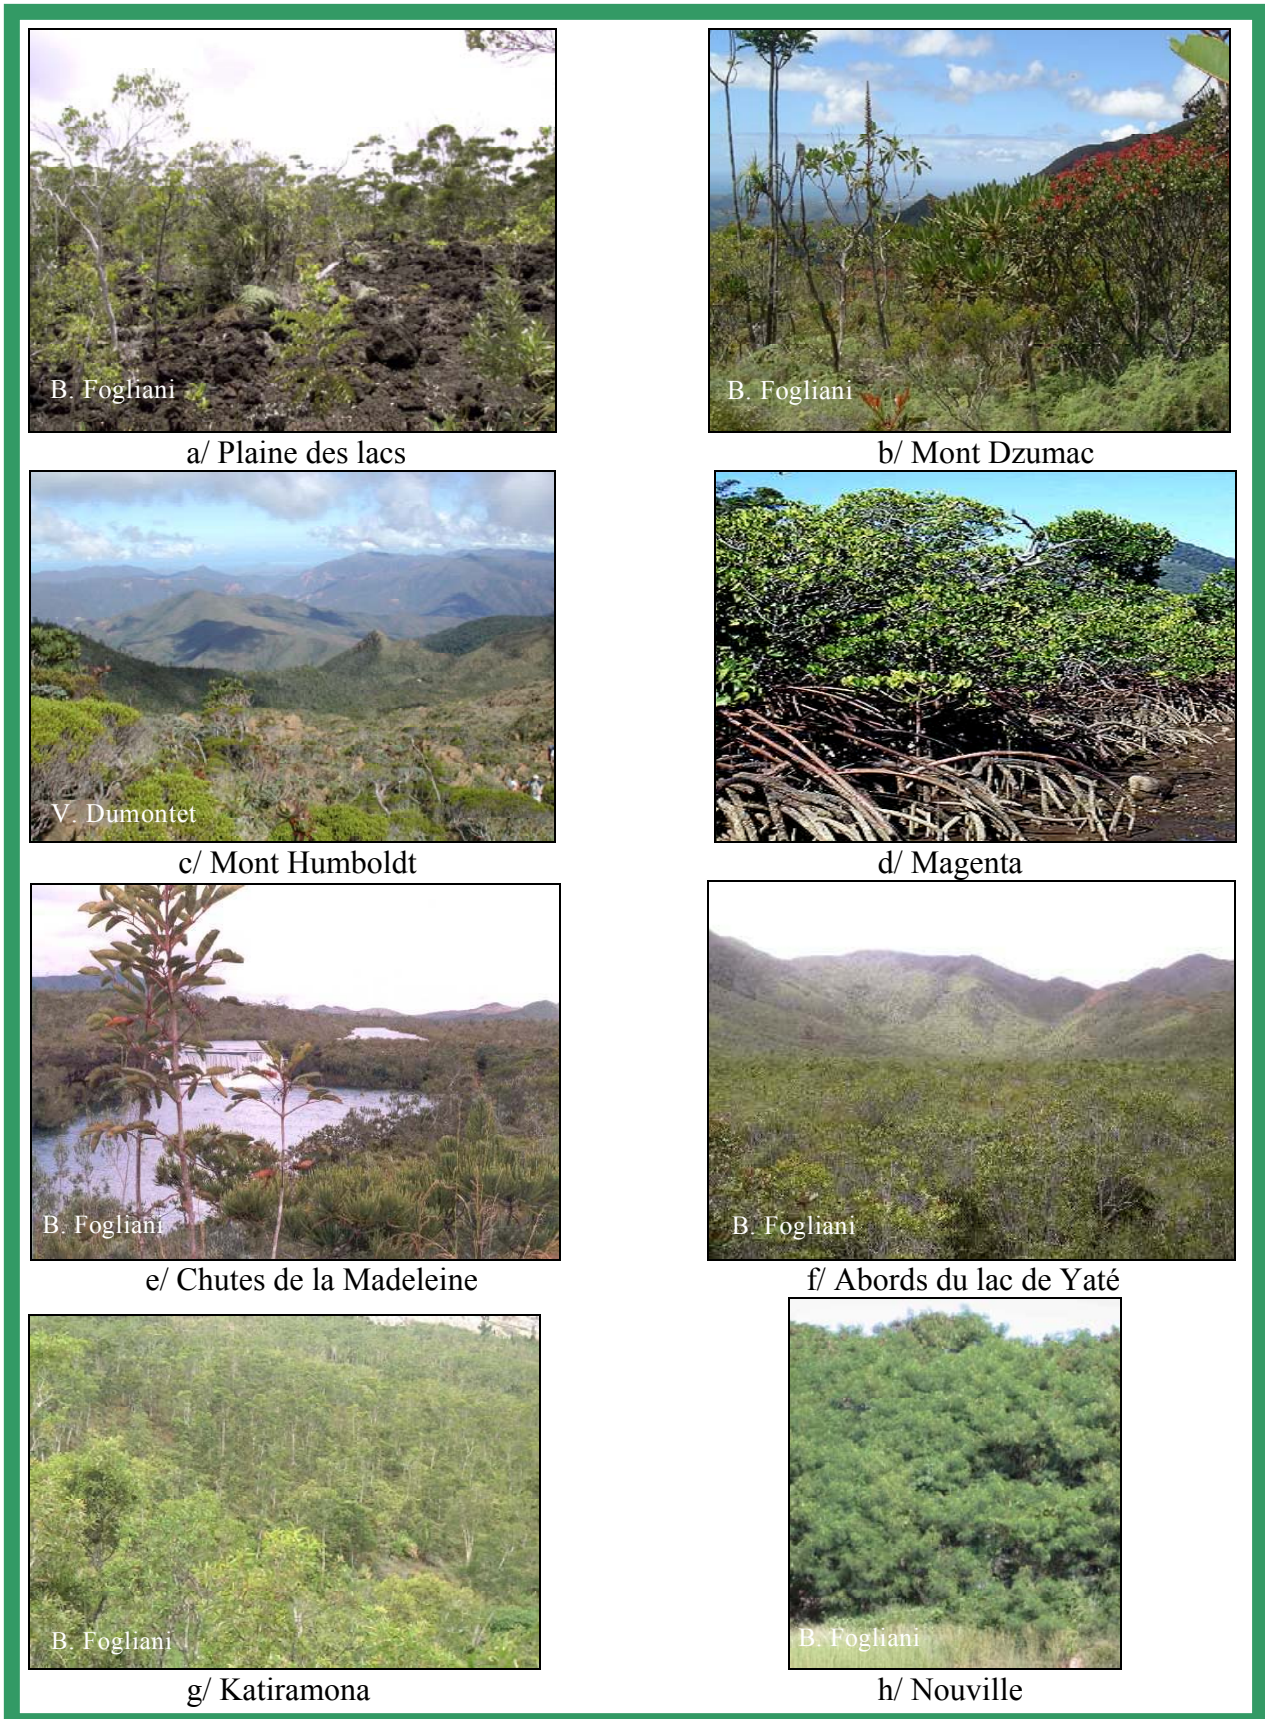 B. Fogliani
a/ Plaine des lacs
B. Fogliani
b/ Mont Dzumac
V. Dumontet
c/ Mont Humboldt
d/ Magenta
B. Fogliani
e/ Chutes de la Madeleine
B. Fogliani
f/ Abords du lac de Yaté
B. Fogliani
g/ Katiramona
B. Fogliani
h/ Nouville